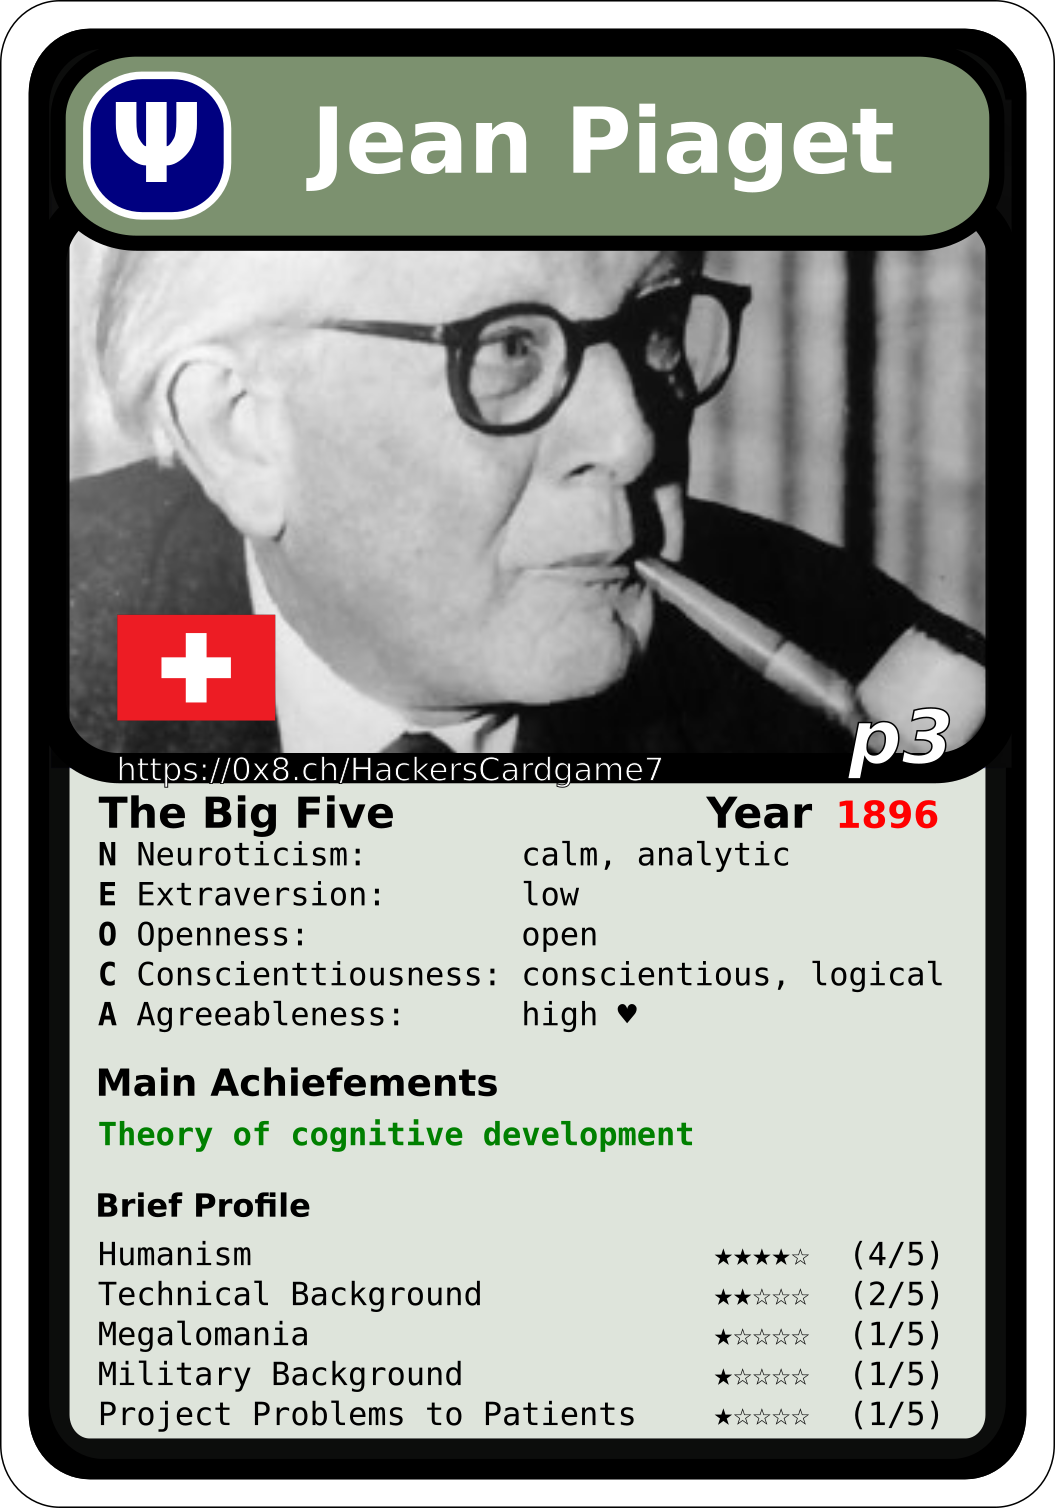 Ψ Jean Piaget
p3
https://0x8.ch/HackersCardgame7
The Big Five Year 1896
N Neuroticism: calm, analytic
E Extraversion: low
O Openness: open
C Conscienttiousness: conscientious, logical
A Agreeableness: high ♥
Main Achiefements
Theory of cognitive development
Brief Profile
Humanism ★★★★☆ (4/5)
Technical Background ★★☆☆☆ (2/5)
Megalomania ★☆☆☆☆ (1/5)
Military Background ★☆☆☆☆ (1/5)
Project Problems to Patients ★☆☆☆☆ (1/5)